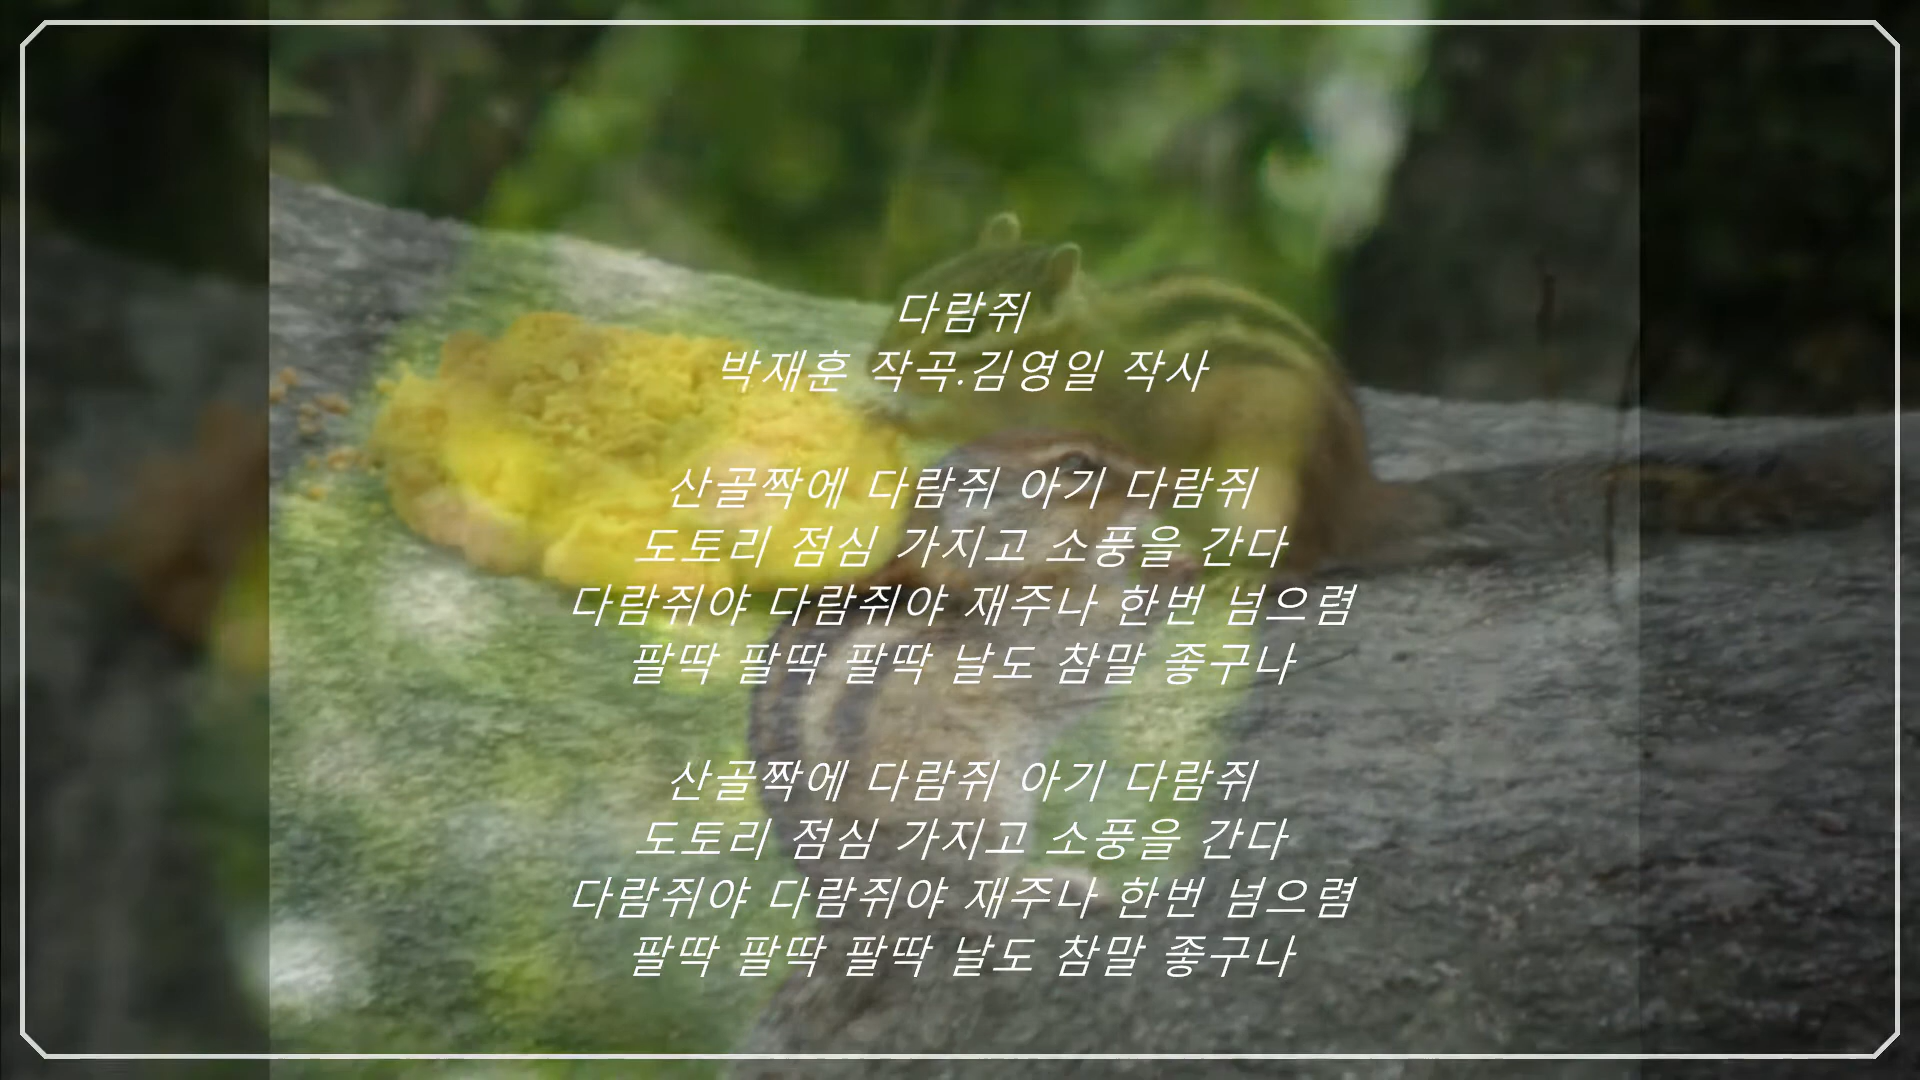 다람쥐
박재훈 작곡.김영일 작사
산골짝에 다람쥐 아기 다람쥐
도토리 점심 가지고 소풍을 간다
다람쥐야 다람쥐야 재주나 한번 넘으렴
팔딱 팔딱 팔딱 날도 참말 좋구나
산골짝에 다람쥐 아기 다람쥐
도토리 점심 가지고 소풍을 간다
다람쥐야 다람쥐야 재주나 한번 넘으렴
팔딱 팔딱 팔딱 날도 참말 좋구나